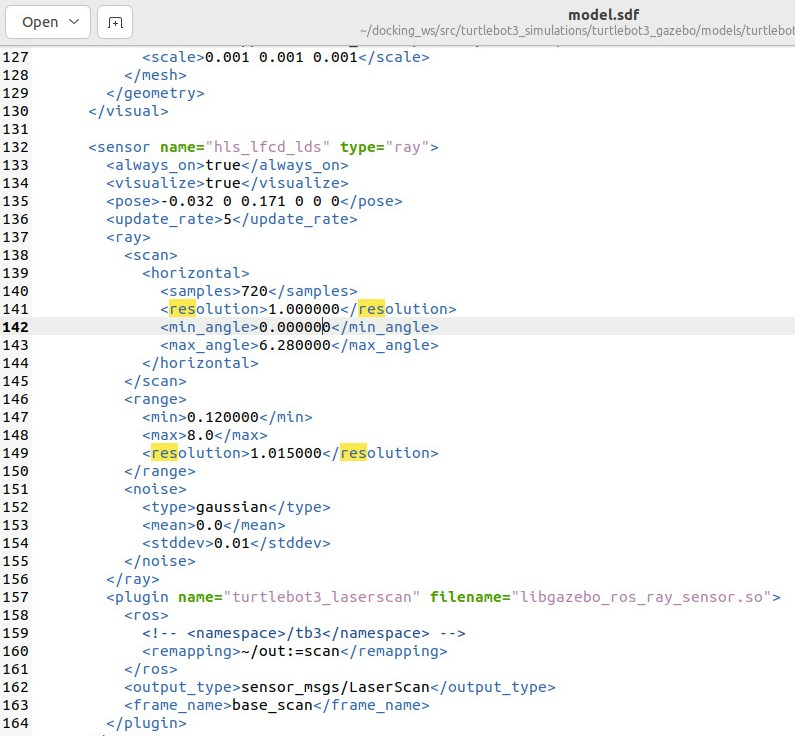 Open
model.sdf
~/docking_ws/src/turtlebot3_simulations/turtlebot3_gazebo/models/turtlebot
127 <scale>0.001 0.001 0.001</scale>
128 </mesh>
129 </geometry>
130 </visual>
131
132 <sensor name="hls_lfcd_lds" type="ray">
133 <always_on>true</always_on>
134 <visualize>true</visualize>
135 <pose>-0.032 0 0.171 0 0 0</pose>
136 <update_rate>5</update_rate>
137 <ray>
138 <scan>
139 <horizontal>
140 <samples>720</samples>
141 <resolution>1.000000</resolution>
142 <min_angle>0.000000</min_angle>
143 <max_angle>6.280000</max_angle>
144 </horizontal>
145 </scan>
146 <range>
147 <min>0.120000</min>
148 <max>8.0</max>
149 <resolution>1.015000</resolution>
150 </range>
151 <noise>
152 <type>gaussian</type>
153 <mean>0.0</mean>
154 <stddev>0.01</stddev>
155 </noise>
156 </ray>
157 <plugin name="turtlebot3_laserscan" filename="libgazebo_ros_ray_sensor.so">
158 <ros>
159 <!-- <namespace>/tb3</namespace> -->
160 <remapping>~/out:=scan</remapping>
161 </ros>
162 <output_type>sensor_msgs/LaserScan</output_type>
163 <frame_name>base_scan</frame_name>
164 </plugin>